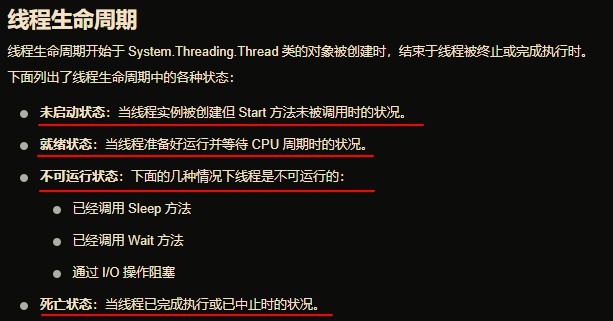 线程生命周期
线程生命周期开始于 System.Threading.Thread 类的对象被创建时，结束于线程被终止或完成执行时。
下面列出了线程生命周期中的各种状态：
未启动状态：当线程实例被创建但 Start 方法未被调用时的状况。
就绪状态：当线程准备好运行并等待 CPU 周期时的状况。
不可运行状态：下面的几种情况下线程是不可运行的：
已经调用 Sleep 方法
已经调用 Wait 方法
通过 I/O 操作阻塞
死亡状态：当线程已完成执行或已中止时的状况。